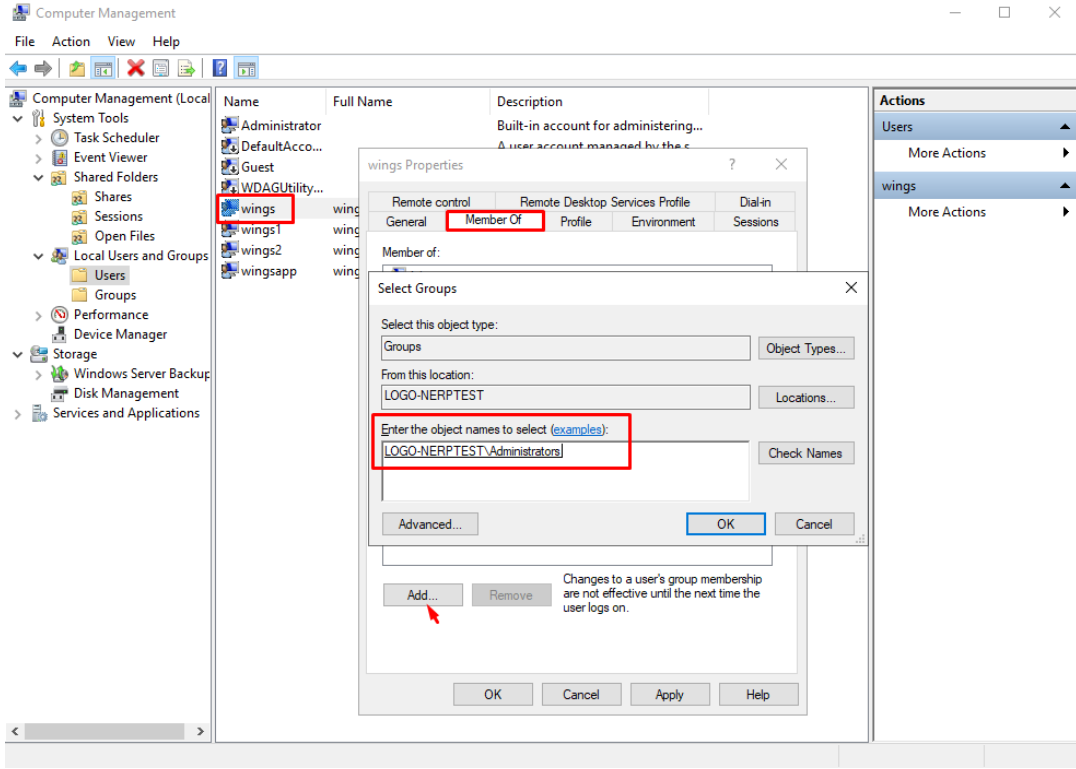 Computer Management
File Action View Help
Computer Management (Local
System Tools
Task Scheduler
Event Viewer
Shared Folders
Shares
Sessions
Open Files
Local Users and Groups
Users
Groups
Performance
Device Manager
Storage
Windows Server Backup
Disk Management
Services and Applications
Name Full Name Description
Administrator Built-in account for administering...
DefaultAcco... A user account managed by the s
Guest
WDAGUtility...
wings wing
wings1 wing
wings2 wing
wingsapp wing
wings Properties
Remote control Remote Desktop Services Profile Dial-in
General Member Of Profile Environment Sessions
Member of:
Select Groups
Select this object type:
Groups
Object Types...
From this location:
LOGO-NERPTEST
Locations...
Enter the object names to select (examples):
LOGO-NERPTEST\Administrators
Check Names
Advanced... OK Cancel
Add... Remove
Changes to a user's group membership
are not effective until the next time the
user logs on.
OK Cancel Apply Help
Actions
Users
More Actions
wings
More Actions